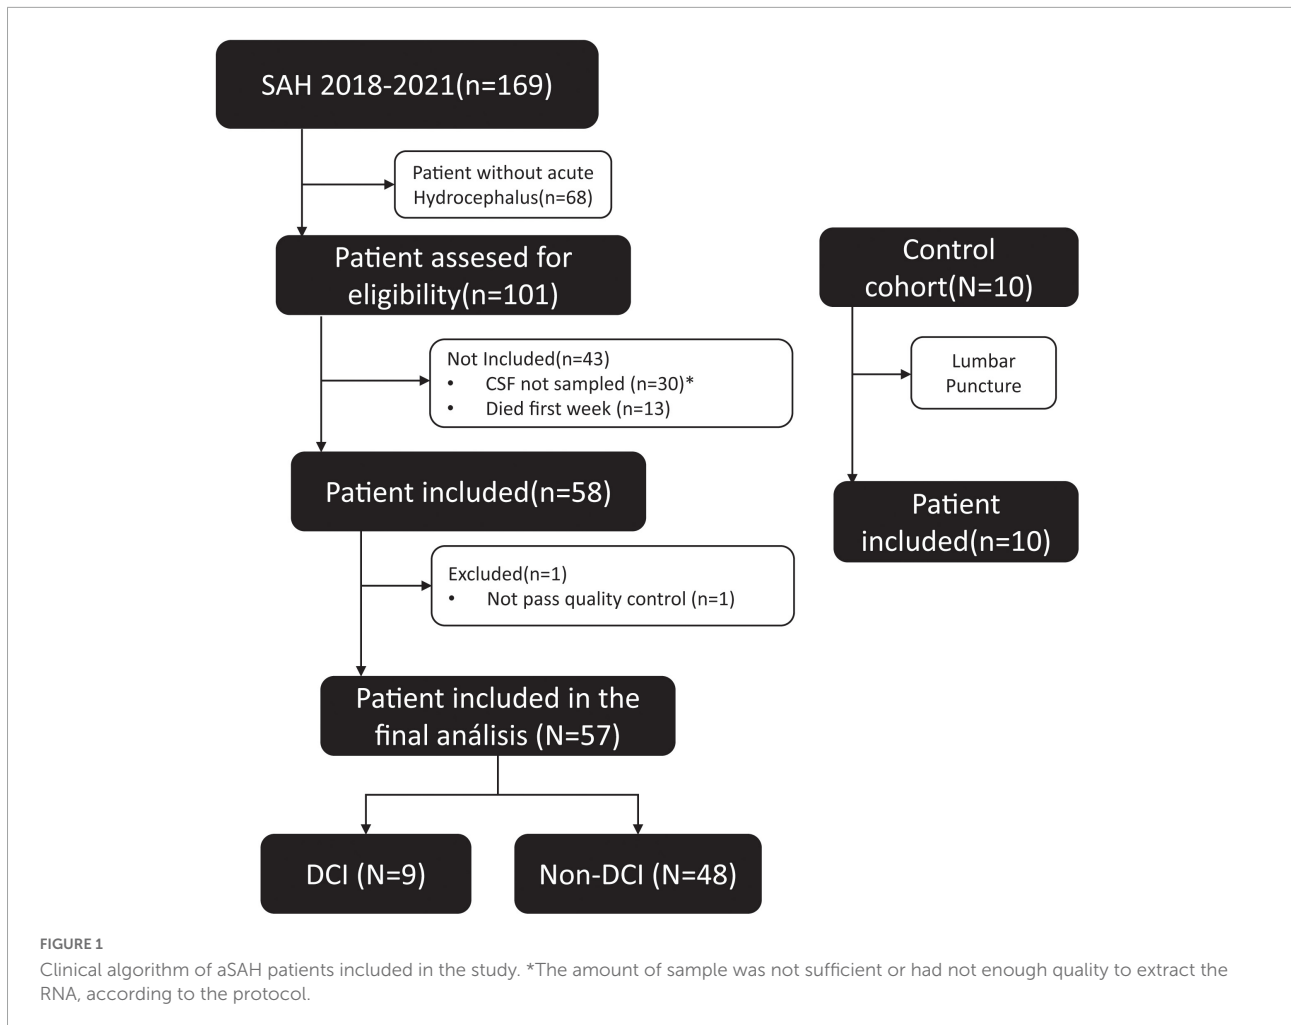 SAH 2018-2021(n=169)
Patient without acute
Hydrocephalus(n=68)
Patient assesed for
eligibility(n=101)
Not Included(n=43)
• CSF not sampled (n=30)*
• Died first week (n=13)
Patient included(n=58)
Excluded(n=1)
• Not pass quality control (n=1)
Patient included in the
final análisis (N=57)
DCI (N=9)
Non-DCI (N=48)
Control
cohort(N=10)
Lumbar
Puncture
Patient
included(n=10)
FIGURE 1
Clinical algorithm of aSAH patients included in the study. *The amount of sample was not sufficient or had not enough quality to extract the
RNA, according to the protocol.